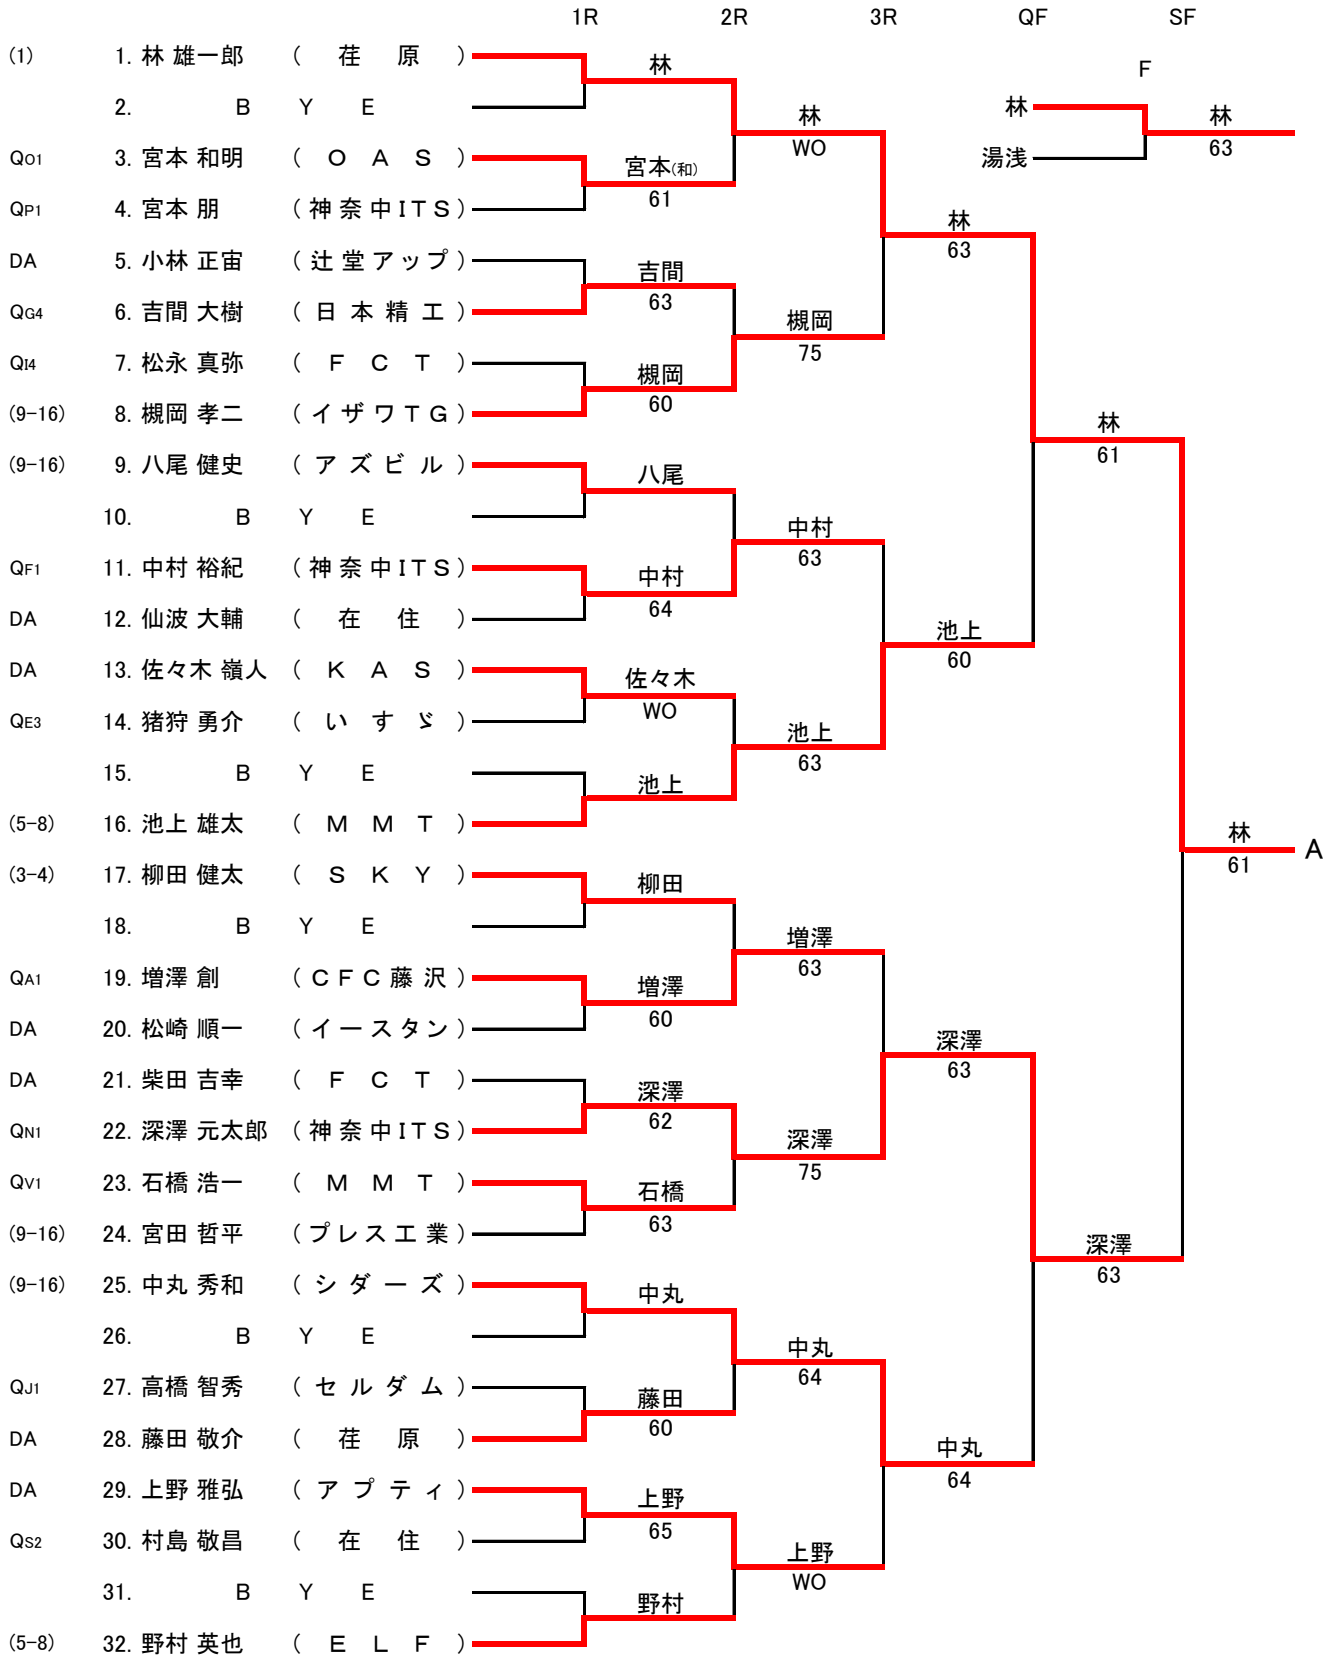 1R 2R 3R QF SF
(1) 1. 林 雄一郎 ( 荏 原 )
林
F
2. B Y E
林
林
林
WO
63
QO1 3. 宮本 和明 ( O A S )
湯浅
宮本(和)
61
QP1 4. 宮本 朋 ( 神奈中ITS )
林
63
DA 5. 小林 正宙 ( 辻堂アップ )
吉間
63
QG4 6. 吉間 大樹 ( 日本精工 )
槻岡
75
QI4 7. 松永 真弥 ( F C T )
槻岡
60
(9-16) 8. 槻岡 孝二 ( イザワTG )
林
61
(9-16) 9. 八尾 健史 ( アズビル )
八尾
10. B Y E
中村
63
QF1 11. 中村 裕紀 ( 神奈中ITS )
中村
64
DA 12. 仙波 大輔 ( 在 住 )
池上
60
DA 13. 佐々木 嶺人 ( K A S )
佐々木
WO
QE3 14. 猪狩 勇介 ( いすゞ )
池上
63
15. B Y E
池上
(5-8) 16. 池上 雄太 ( M M T )
林
A
61
(3-4) 17. 柳田 健太 ( S K Y )
柳田
18. B Y E
増澤
63
QA1 19. 増澤 創 ( CFC藤沢 )
増澤
60
DA 20. 松崎 順一 ( イースタン )
深澤
63
DA 21. 柴田 吉幸 ( F C T )
深澤
62
QN1 22. 深澤 元太郎 ( 神奈中ITS )
深澤
75
QV1 23. 石橋 浩一 ( M M T )
石橋
63
(9-16) 24. 宮田 哲平 ( プレス工業 )
深澤
63
(9-16) 25. 中丸 秀和 ( シダーズ )
中丸
26. B Y E
中丸
64
QJ1 27. 高橋 智秀 ( セルダム )
藤田
60
DA 28. 藤田 敬介 ( 荏 原 )
中丸
64
DA 29. 上野 雅弘 ( アプティ )
上野
65
QS2 30. 村島 敬昌 ( 在 住 )
上野
WO
31. B Y E
野村
(5-8) 32. 野村 英也 ( E L F )